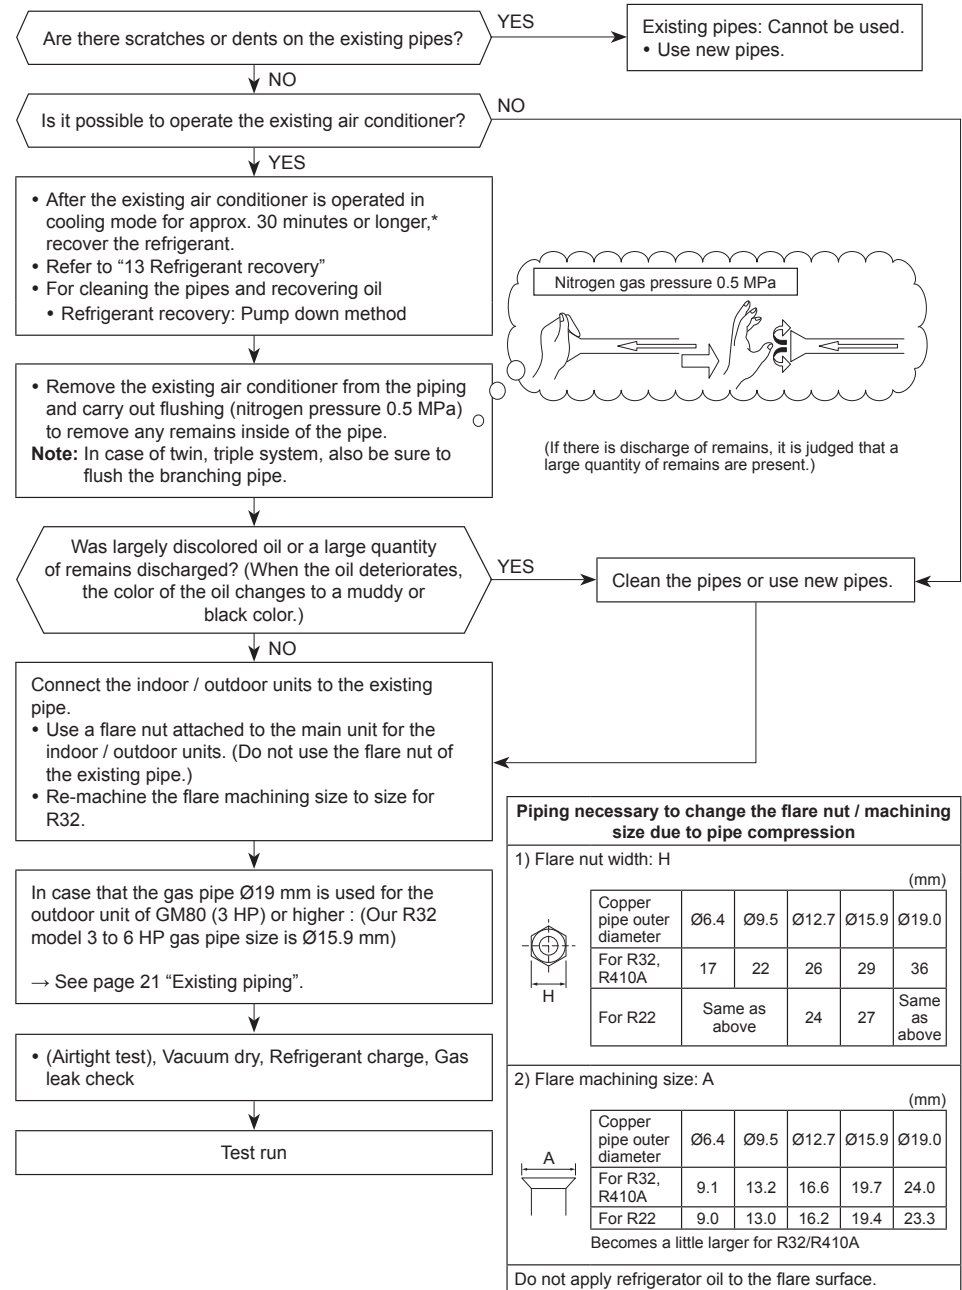 Are there scratches or dents on the existing pipes?
YES
Existing pipes: Cannot be used.
• Use new pipes.
NO
Is it possible to operate the existing air conditioner?
NO
YES
• After the existing air conditioner is operated in
cooling mode for approx. 30 minutes or longer,*
recover the refrigerant.
• Refer to “13 Refrigerant recovery”
• For cleaning the pipes and recovering oil
• Refrigerant recovery: Pump down method
Nitrogen gas pressure 0.5 MPa
• Remove the existing air conditioner from the piping
and carry out flushing (nitrogen pressure 0.5 MPa)
to remove any remains inside of the pipe.
Note: In case of twin, triple system, also be sure to
flush the branching pipe.
(If there is discharge of remains, it is judged that a
large quantity of remains are present.)
Was largely discolored oil or a large quantity
of remains discharged? (When the oil deteriorates,
the color of the oil changes to a muddy or
black color.)
YES
Clean the pipes or use new pipes.
NO
Connect the indoor / outdoor units to the existing
pipe.
• Use a flare nut attached to the main unit for the
indoor / outdoor units. (Do not use the flare nut of
the existing pipe.)
• Re-machine the flare machining size to size for
R32.
In case that the gas pipe Ø19 mm is used for the
outdoor unit of GM80 (3 HP) or higher : (Our R32
model 3 to 6 HP gas pipe size is Ø15.9 mm)
→ See page 21 “Existing piping”.
• (Airtight test), Vacuum dry, Refrigerant charge, Gas
leak check
Test run
Piping necessary to change the flare nut / machining
size due to pipe compression
1) Flare nut width: H
(mm)
H
Copper
pipe outer
diameter
Ø6.4 Ø9.5 Ø12.7 Ø15.9 Ø19.0
For R32,
R410A
17 22 26 29 36
For R22
Same as
above
24 27
Same
as
above
2) Flare machining size: A
(mm)
A
Copper
pipe outer
diameter
Ø6.4 Ø9.5 Ø12.7 Ø15.9 Ø19.0
For R32,
R410A
9.1 13.2 16.6 19.7 24.0
For R22 9.0 13.0 16.2 19.4 23.3
Becomes a little larger for R32/R410A
Do not apply refrigerator oil to the flare surface.